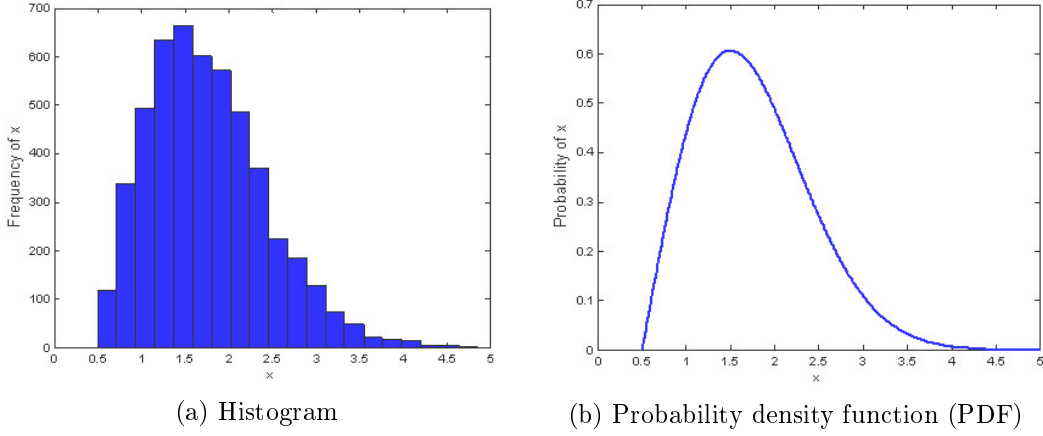 700
600
500
400
300
200
100
0
Frequency of x
0 0.5 1 1.5 2 2.5 3 3.5 4 4.5 5
x
(a) Histogram
0.7
0.6
0.5
0.4
0.3
0.2
0.1
0
Probability of x
0 0.5 1 1.5 2 2.5 3 3.5 4 4.5 5
x
(b) Probability density function (PDF)